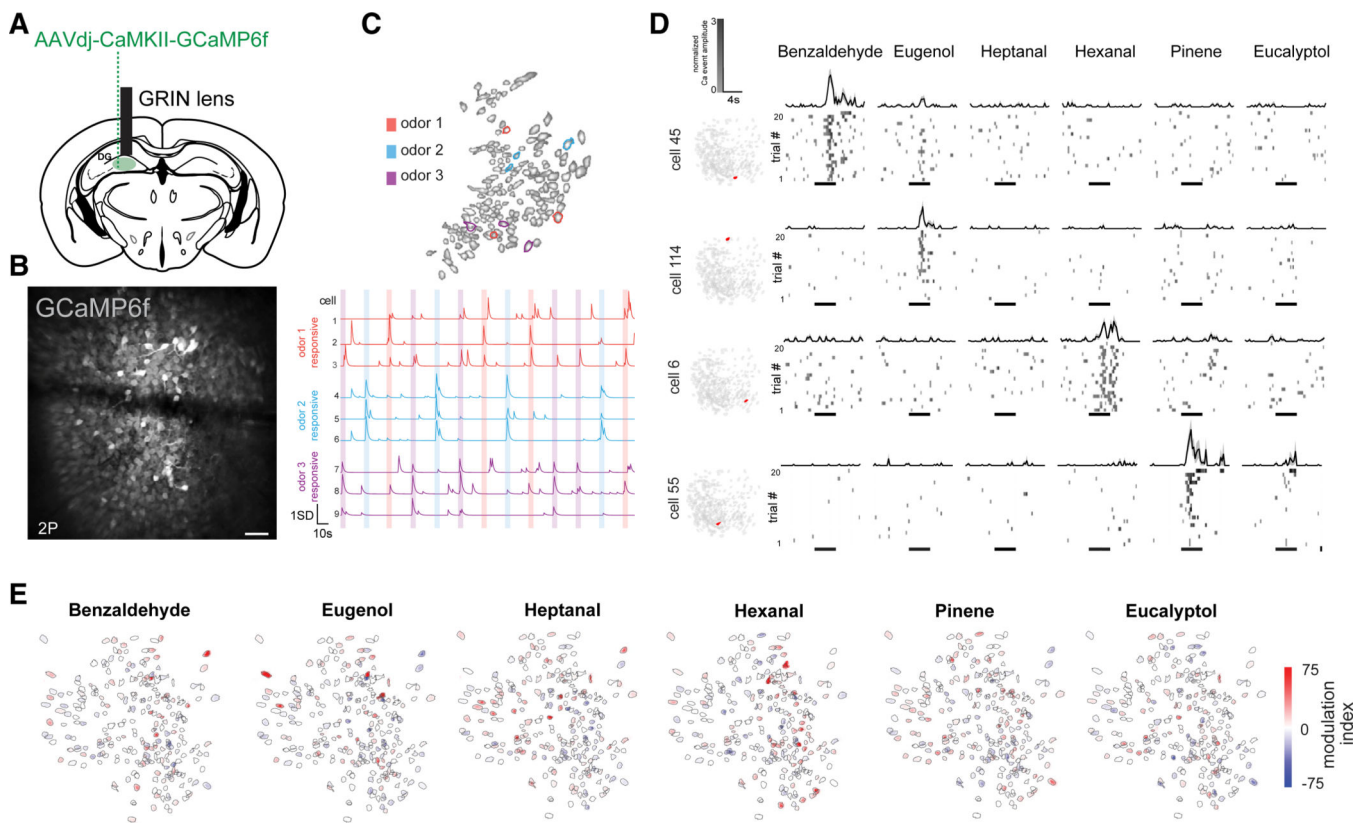 A
AAVdj-CaMKII-GCaMP6f
GRIN lens
DG
B
GCaMP6f
2P
C
odor 1
odor 2
odor 3
cell
odor 1 responsive
1
2
3
odor 2 responsive
4
5
6
odor 3 responsive
7
8
9
1SD
10s
D
3
normalized
Ca event amplitude
0
4s
Benzaldehyde Eugenol Heptanal Hexanal Pinene Eucalyptol
cell 45
trial #
20
1
cell 114
trial #
20
1
cell 6
trial #
20
1
cell 55
trial #
20
1
E
Benzaldehyde Eugenol Heptanal Hexanal Pinene Eucalyptol
75
0
-75
modulation
index